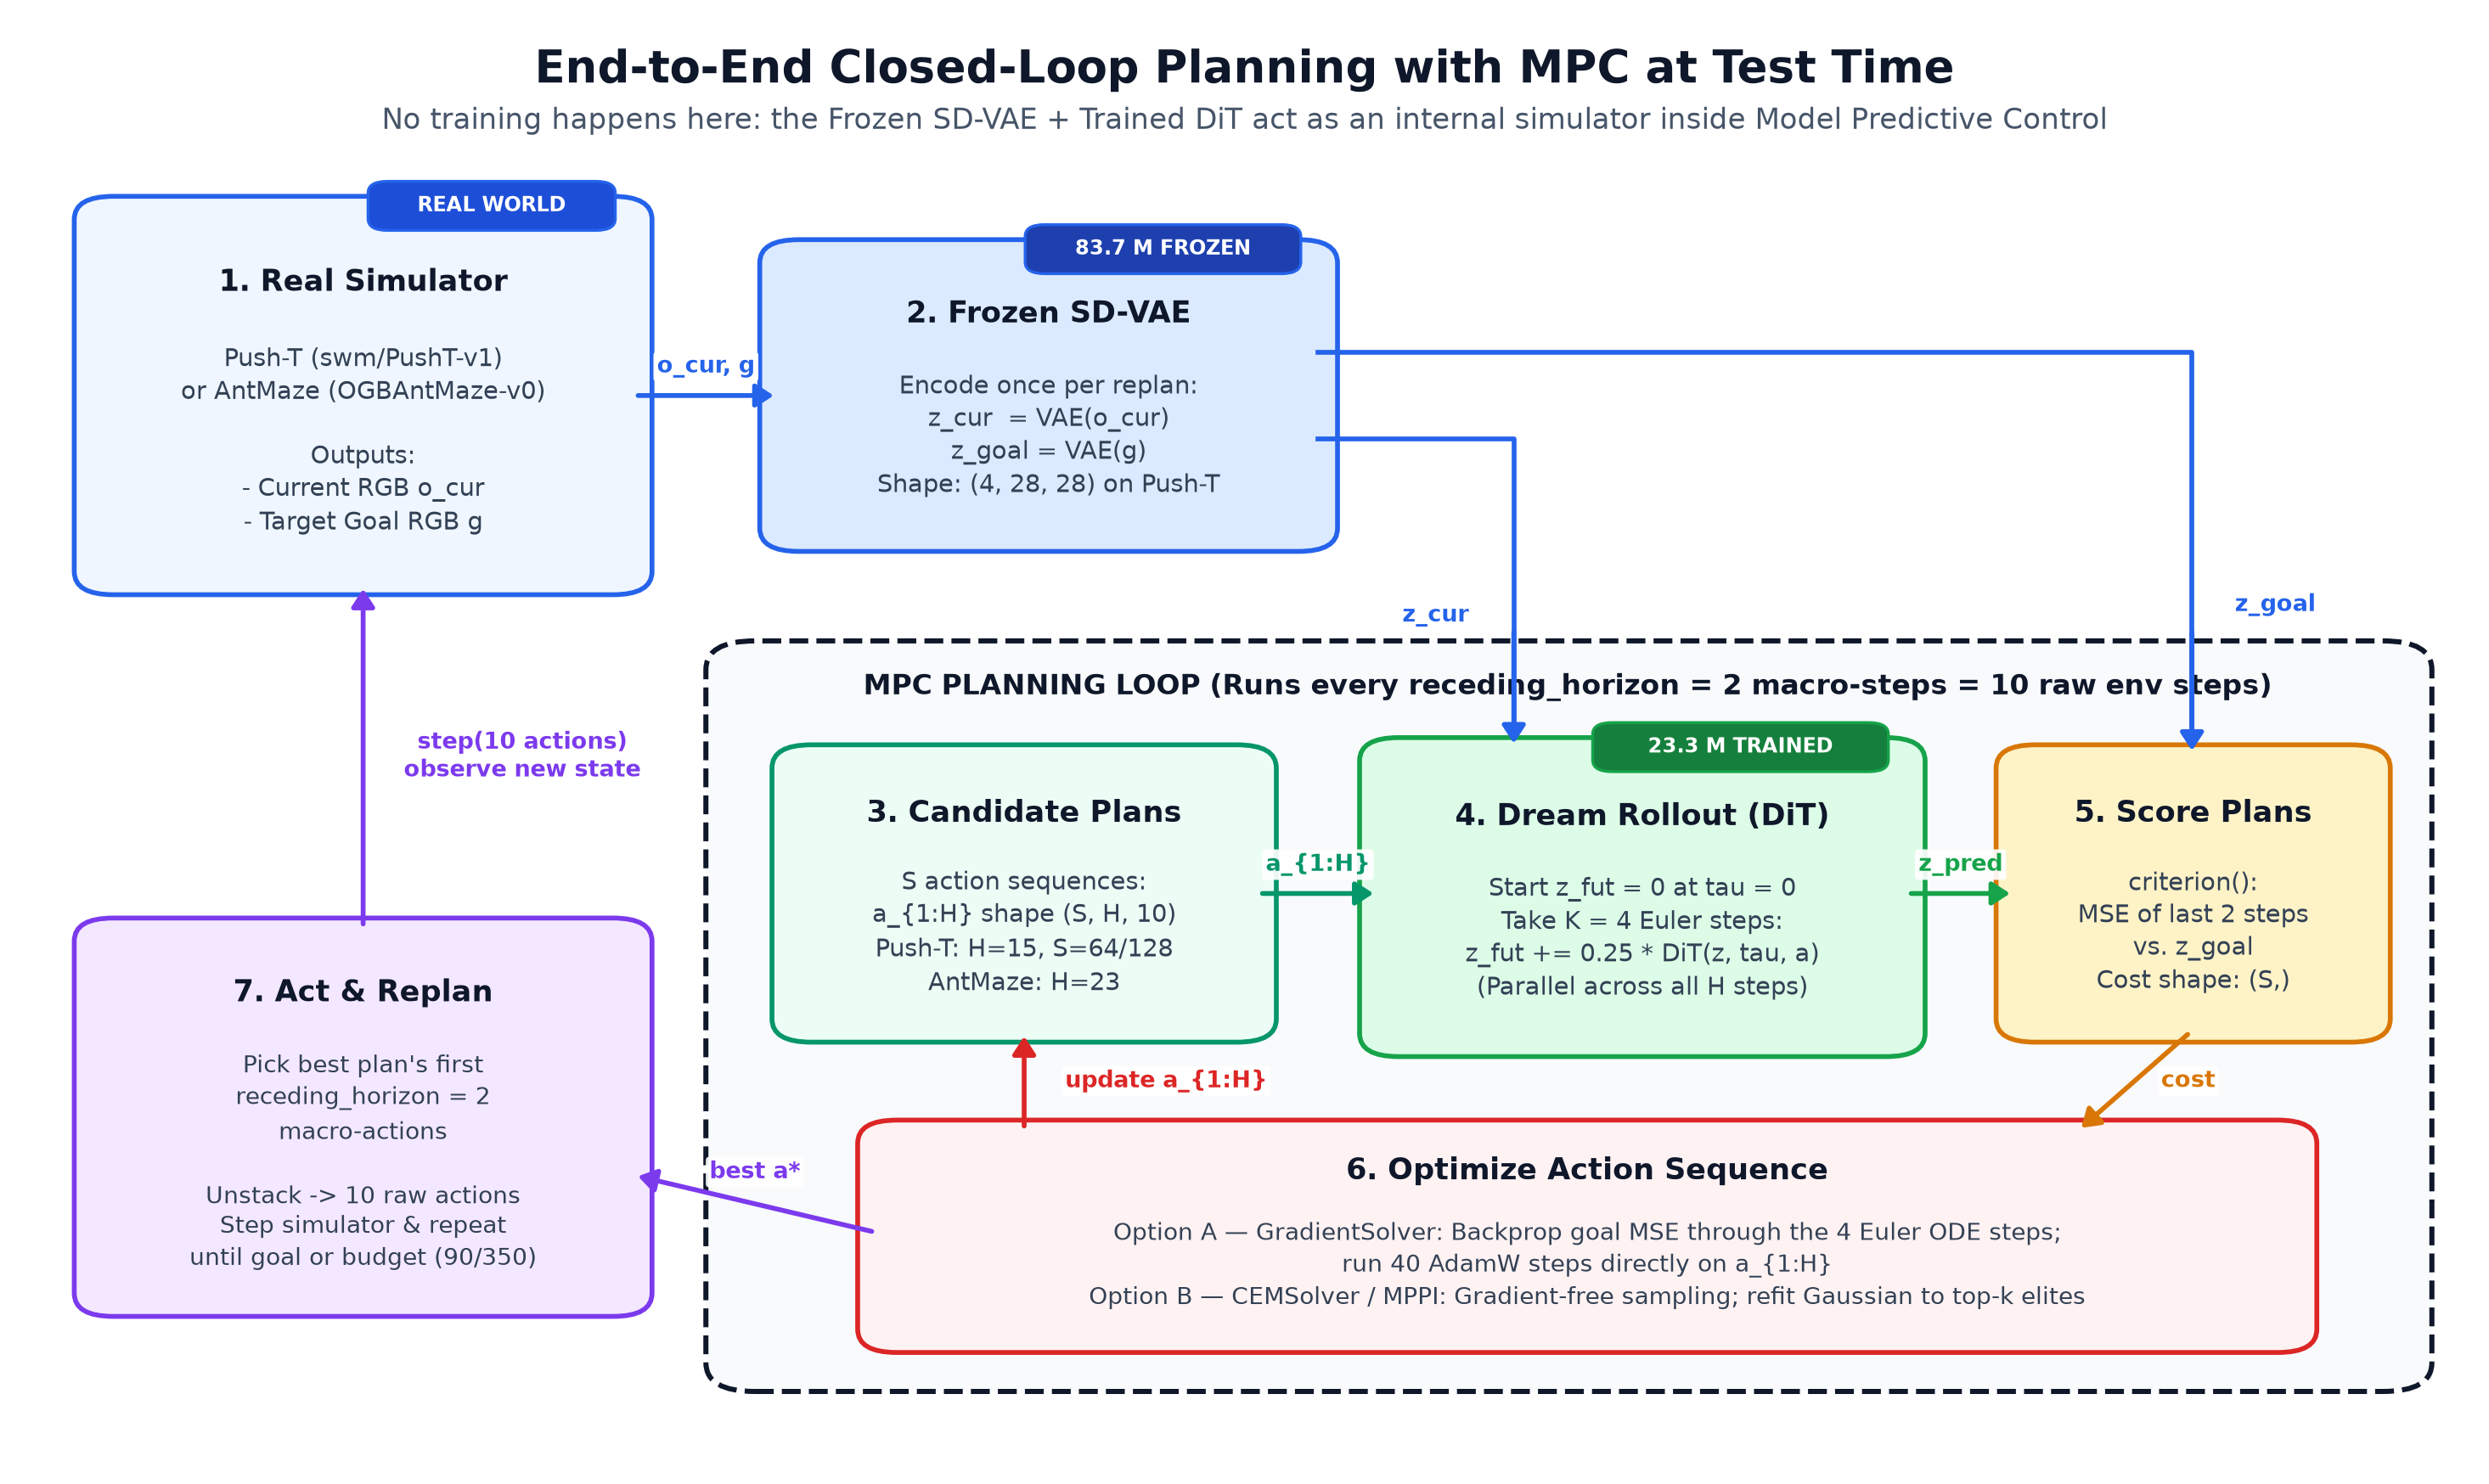 End-to-End Closed-Loop Planning with MPC at Test Time
No training happens here: the Frozen SD-VAE + Trained DiT act as an internal simulator inside Model Predictive Control
REAL WORLD
1. Real Simulator
Push-T (swm/PushT-v1)
or AntMaze (OGBAntMaze-v0)
Outputs:
- Current RGB o_cur
- Target Goal RGB g
o_cur, g
83.7 M FROZEN
2. Frozen SD-VAE
Encode once per replan:
z_cur  = VAE(o_cur)
z_goal = VAE(g)
Shape: (4, 28, 28) on Push-T
z_cur
z_goal
MPC PLANNING LOOP (Runs every receding_horizon = 2 macro-steps = 10 raw env steps)
3. Candidate Plans
S action sequences:
a_{1:H} shape (S, H, 10)
Push-T: H=15, S=64/128
AntMaze: H=23
a_{1:H}
23.3 M TRAINED
4. Dream Rollout (DiT)
Start z_fut = 0 at tau = 0
Take K = 4 Euler steps:
z_fut += 0.25 * DiT(z, tau, a)
(Parallel across all H steps)
z_pred
5. Score Plans
criterion():
MSE of last 2 steps
vs. z_goal
Cost shape: (S,)
cost
update a_{1:H}
6. Optimize Action Sequence
Option A — GradientSolver: Backprop goal MSE through the 4 Euler ODE steps;
run 40 AdamW steps directly on a_{1:H}
Option B — CEMSolver / MPPI: Gradient-free sampling; refit Gaussian to top-k elites
best a*
7. Act & Replan
Pick best plan's first
receding_horizon = 2
macro-actions
Unstack -> 10 raw actions
Step simulator & repeat
until goal or budget (90/350)
step(10 actions)
observe new state